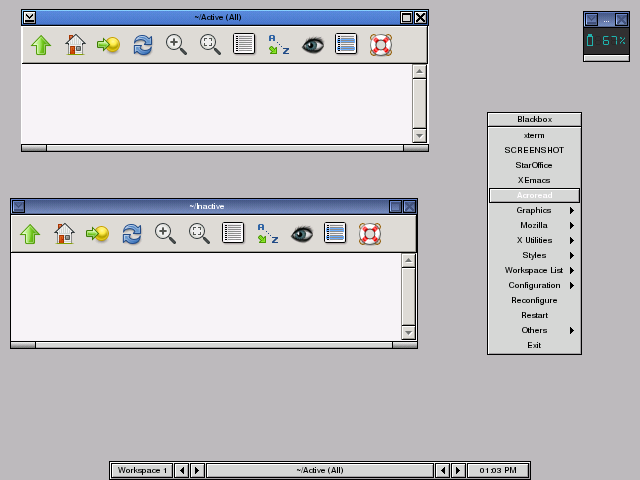 ~/Active (All)
...
67%
Blackbox
xterm
SCREENSHOT
StarOffice
XEmacs
Acroread
Graphics
Mozilla
X Utilities
Styles
Workspace List
Configuration
Reconfigure
Restart
Others
Exit
A
Z
~/Inactive
A
Z
Workspace 1
~/Active (All)
01:03 PM